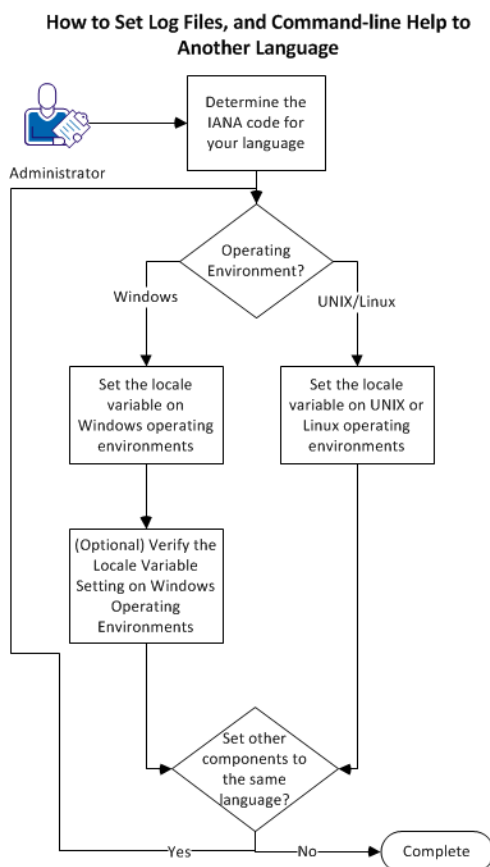 How to Set Log Files, and Command-line Help to
Another Language
Determine the
IANA code for
your language
Administrator
Operating
Environment?
Windows
UNIX/Linux
Set the locale
variable on
Windows operating
environments
Set the locale
variable on UNIX or
Linux operating
environments
(Optional) Verify the
Locale Variable
Setting on Windows
Operating
Environments
Set other
components to
the same
language?
Yes
No
Complete